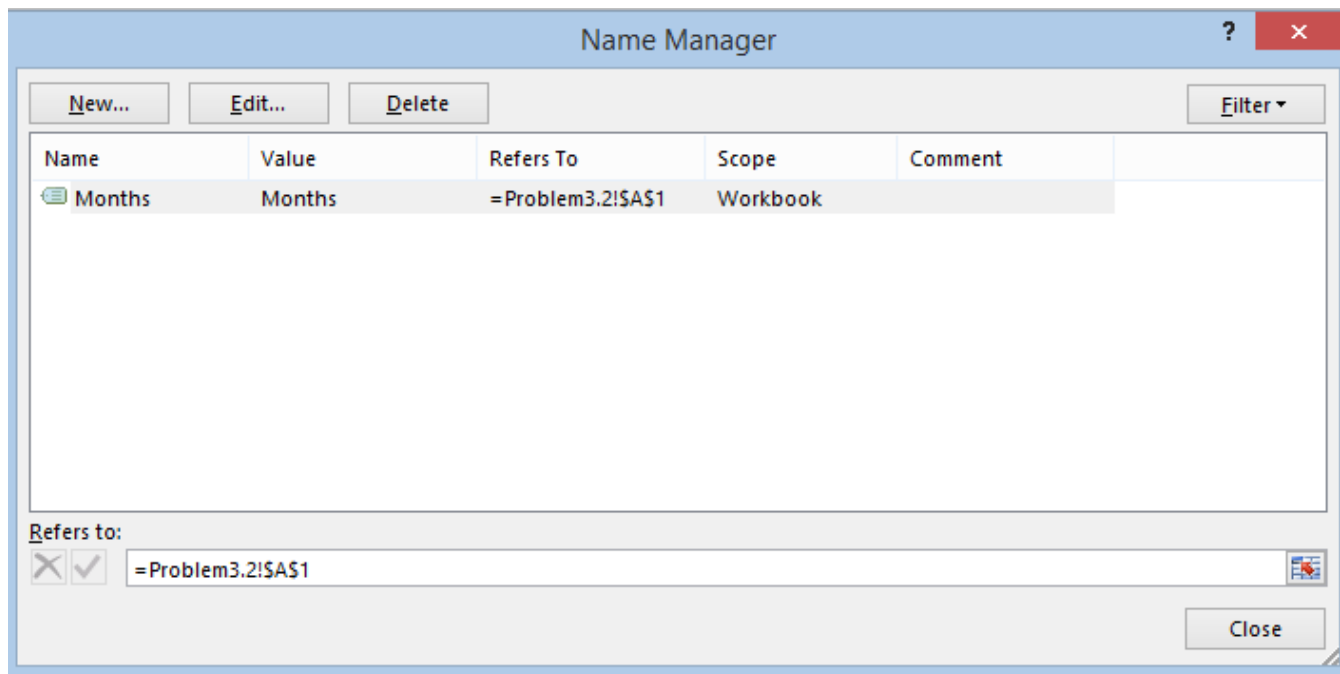 Name Manager
?
×
New...
Edit...
Delete
Filter
Name Value Refers To Scope Comment
Months Months =Problem3.2!$A$1 Workbook
Refers to:
=Problem3.2!$A$1
Close